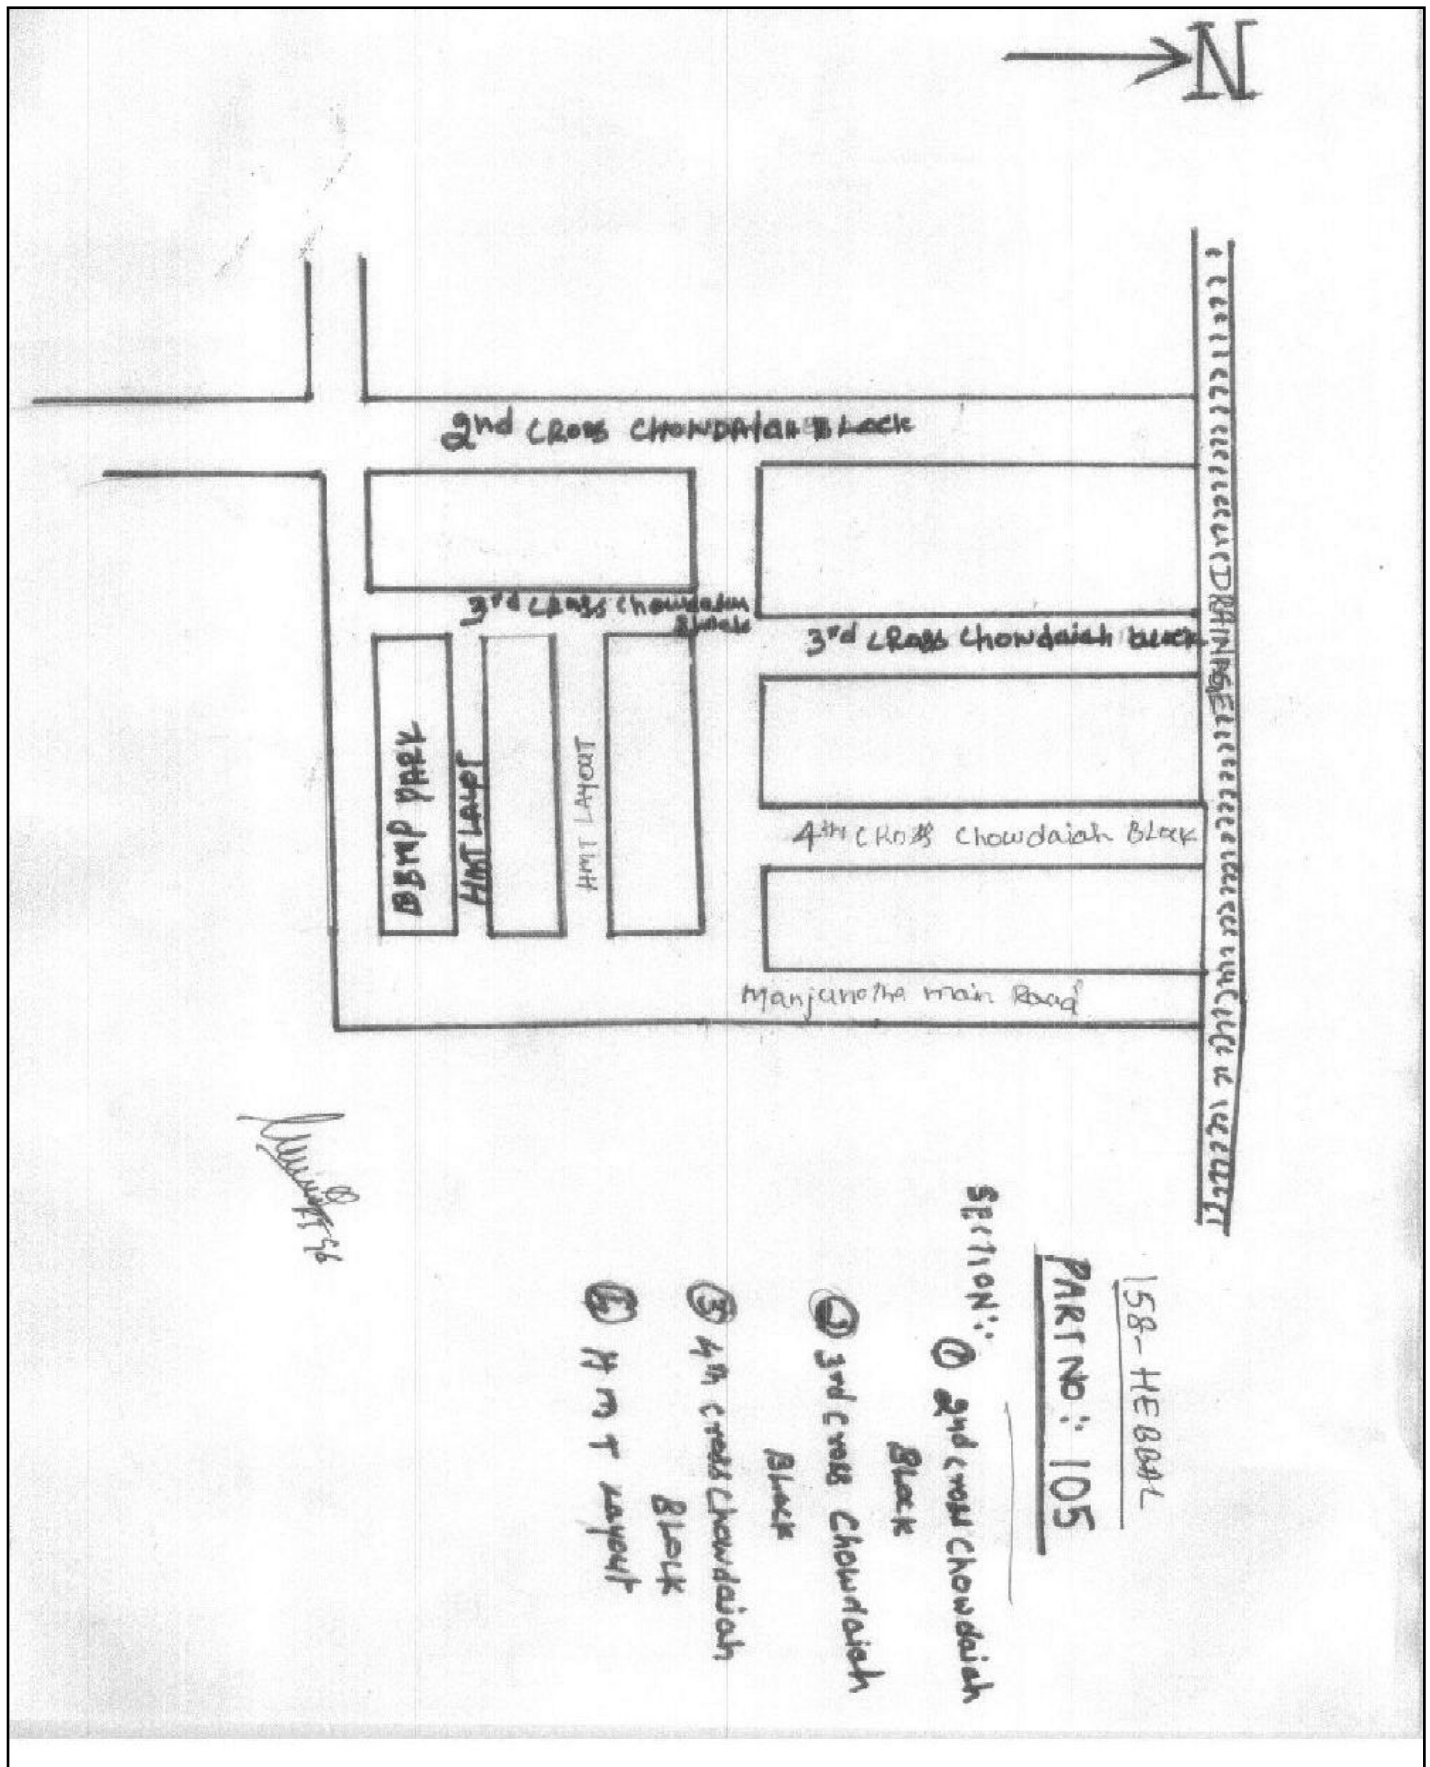 N
2nd CROSS CHOWDAIAH BLOCK
3rd CROSS Chowdaiah
Block
3rd CROSS Chowdaiah Block
DRAINAGE
BBMP PARK
HMT LAYOT
HMT LAYOUT
4th CROSS Chowdaiah BLock
Manjunatha main Road
158-HEBBAL
PART NO: 105
SECTION:
① 2nd cross Chowdaiah
BLock
② 3rd cross Chowdaiah
BLock
③ 4th cross Chowdaiah
BLock
H M T Layout